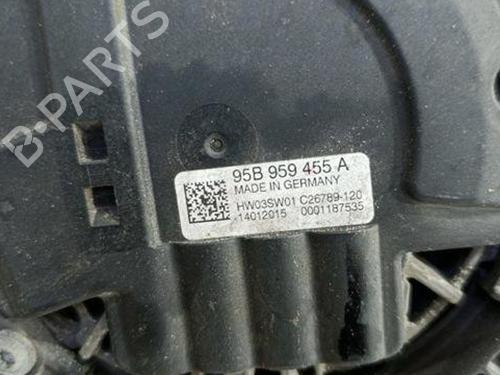 95B 959 455 A
MADE IN GERMANY
HW03SW01 C26789-120
14012015 0001187535
B-PARTS